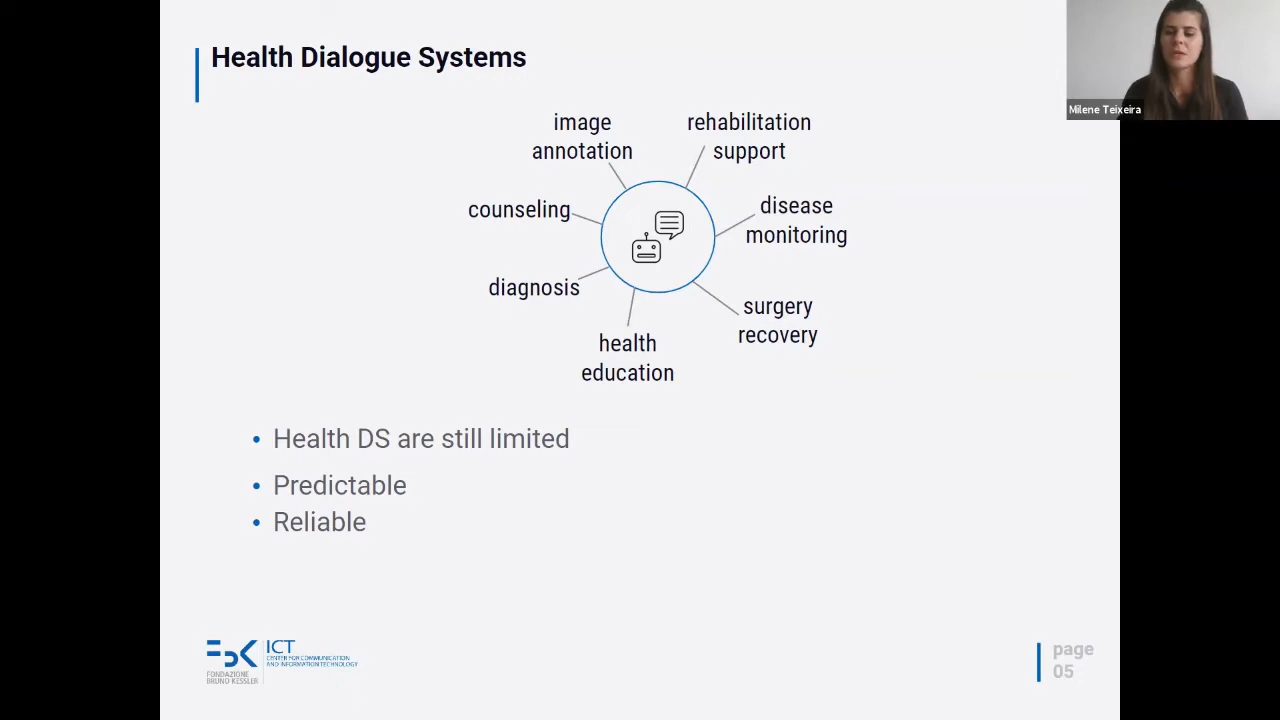 Health Dialogue Systems
Milene Teixeira
image
annotation
rehabilitation
support
counseling
disease
monitoring
diagnosis
surgery
recovery
health
education
• Health DS are still limited
• Predictable
• Reliable
FBK
FONDAZIONE
BRUNO KESSLER
ICT
CENTER FOR COMMUNICATION
AND INFORMATION TECHNOLOGY
page
05